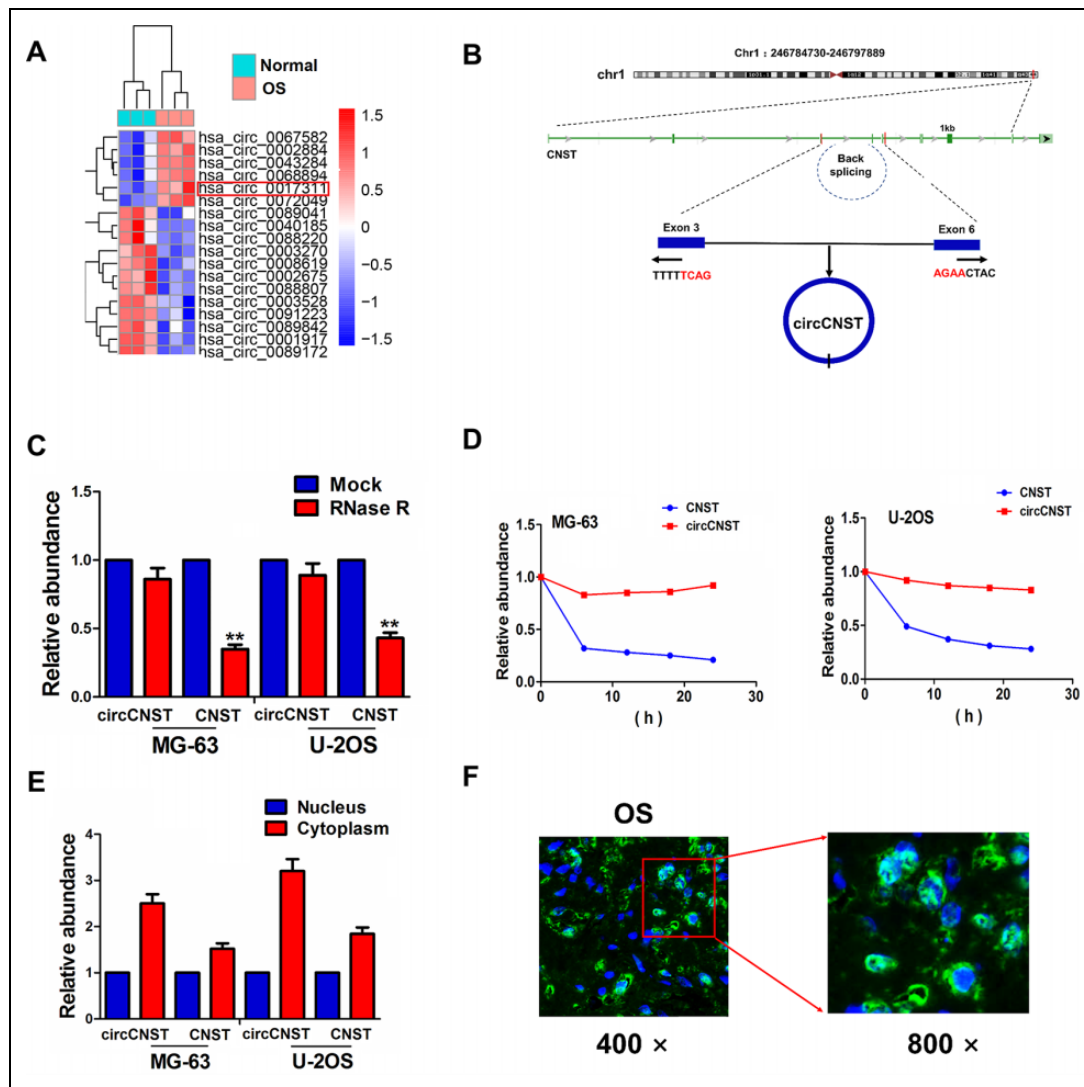 A
Normal
OS
hsa_circ_0067582
hsa_circ_0002884
hsa_circ_0043284
hsa_circ_0068894
hsa_circ_0017311
hsa_circ_0072049
hsa_circ_0089041
hsa_circ_0040185
hsa_circ_0088220
hsa_circ_0003270
hsa_circ_0008619
hsa_circ_0002675
hsa_circ_0088807
hsa_circ_0003528
hsa_circ_0091223
hsa_circ_0089842
hsa_circ_0001917
hsa_circ_0089172
1.5
1
0.5
0
−0.5
−1
−1.5
B
Chr1 : 246784730-246797889
chr1
1kb
CNST
Back
splicing
Exon 3
Exon 6
TTTTTCAG
AGAACTAC
circCNST
C
Mock
RNase R
Relative abundance
1.5
1.0
0.5
0.0
**
**
circCNST CNST circCNST CNST
MG-63 U-2OS
D
CNST
circCNST
MG-63
Relative abundance
1.5
1.0
0.5
0.0
0 10 20 30
( h )
CNST
circCNST
U-2OS
Relative abundance
1.5
1.0
0.5
0.0
0 10 20 30
( h )
E
Nucleus
Cytoplasm
Relative abundance
4
3
2
1
0
circCNST CNST circCNST CNST
MG-63 U-2OS
F
OS
400 × 800 ×